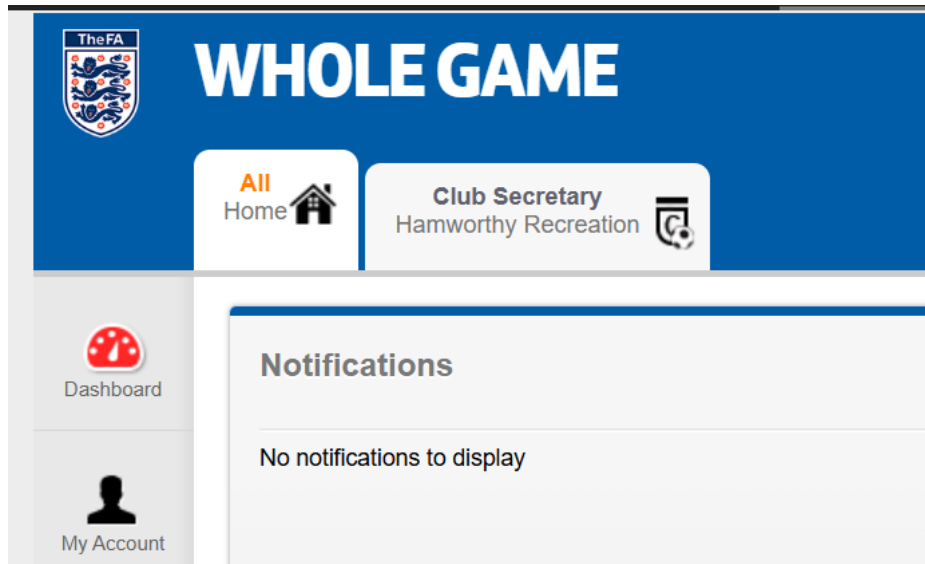 TheFA
WHOLE GAME
All
Home
Club Secretary
Hamworthy Recreation
C
Dashboard
My Account
Notifications
No notifications to display